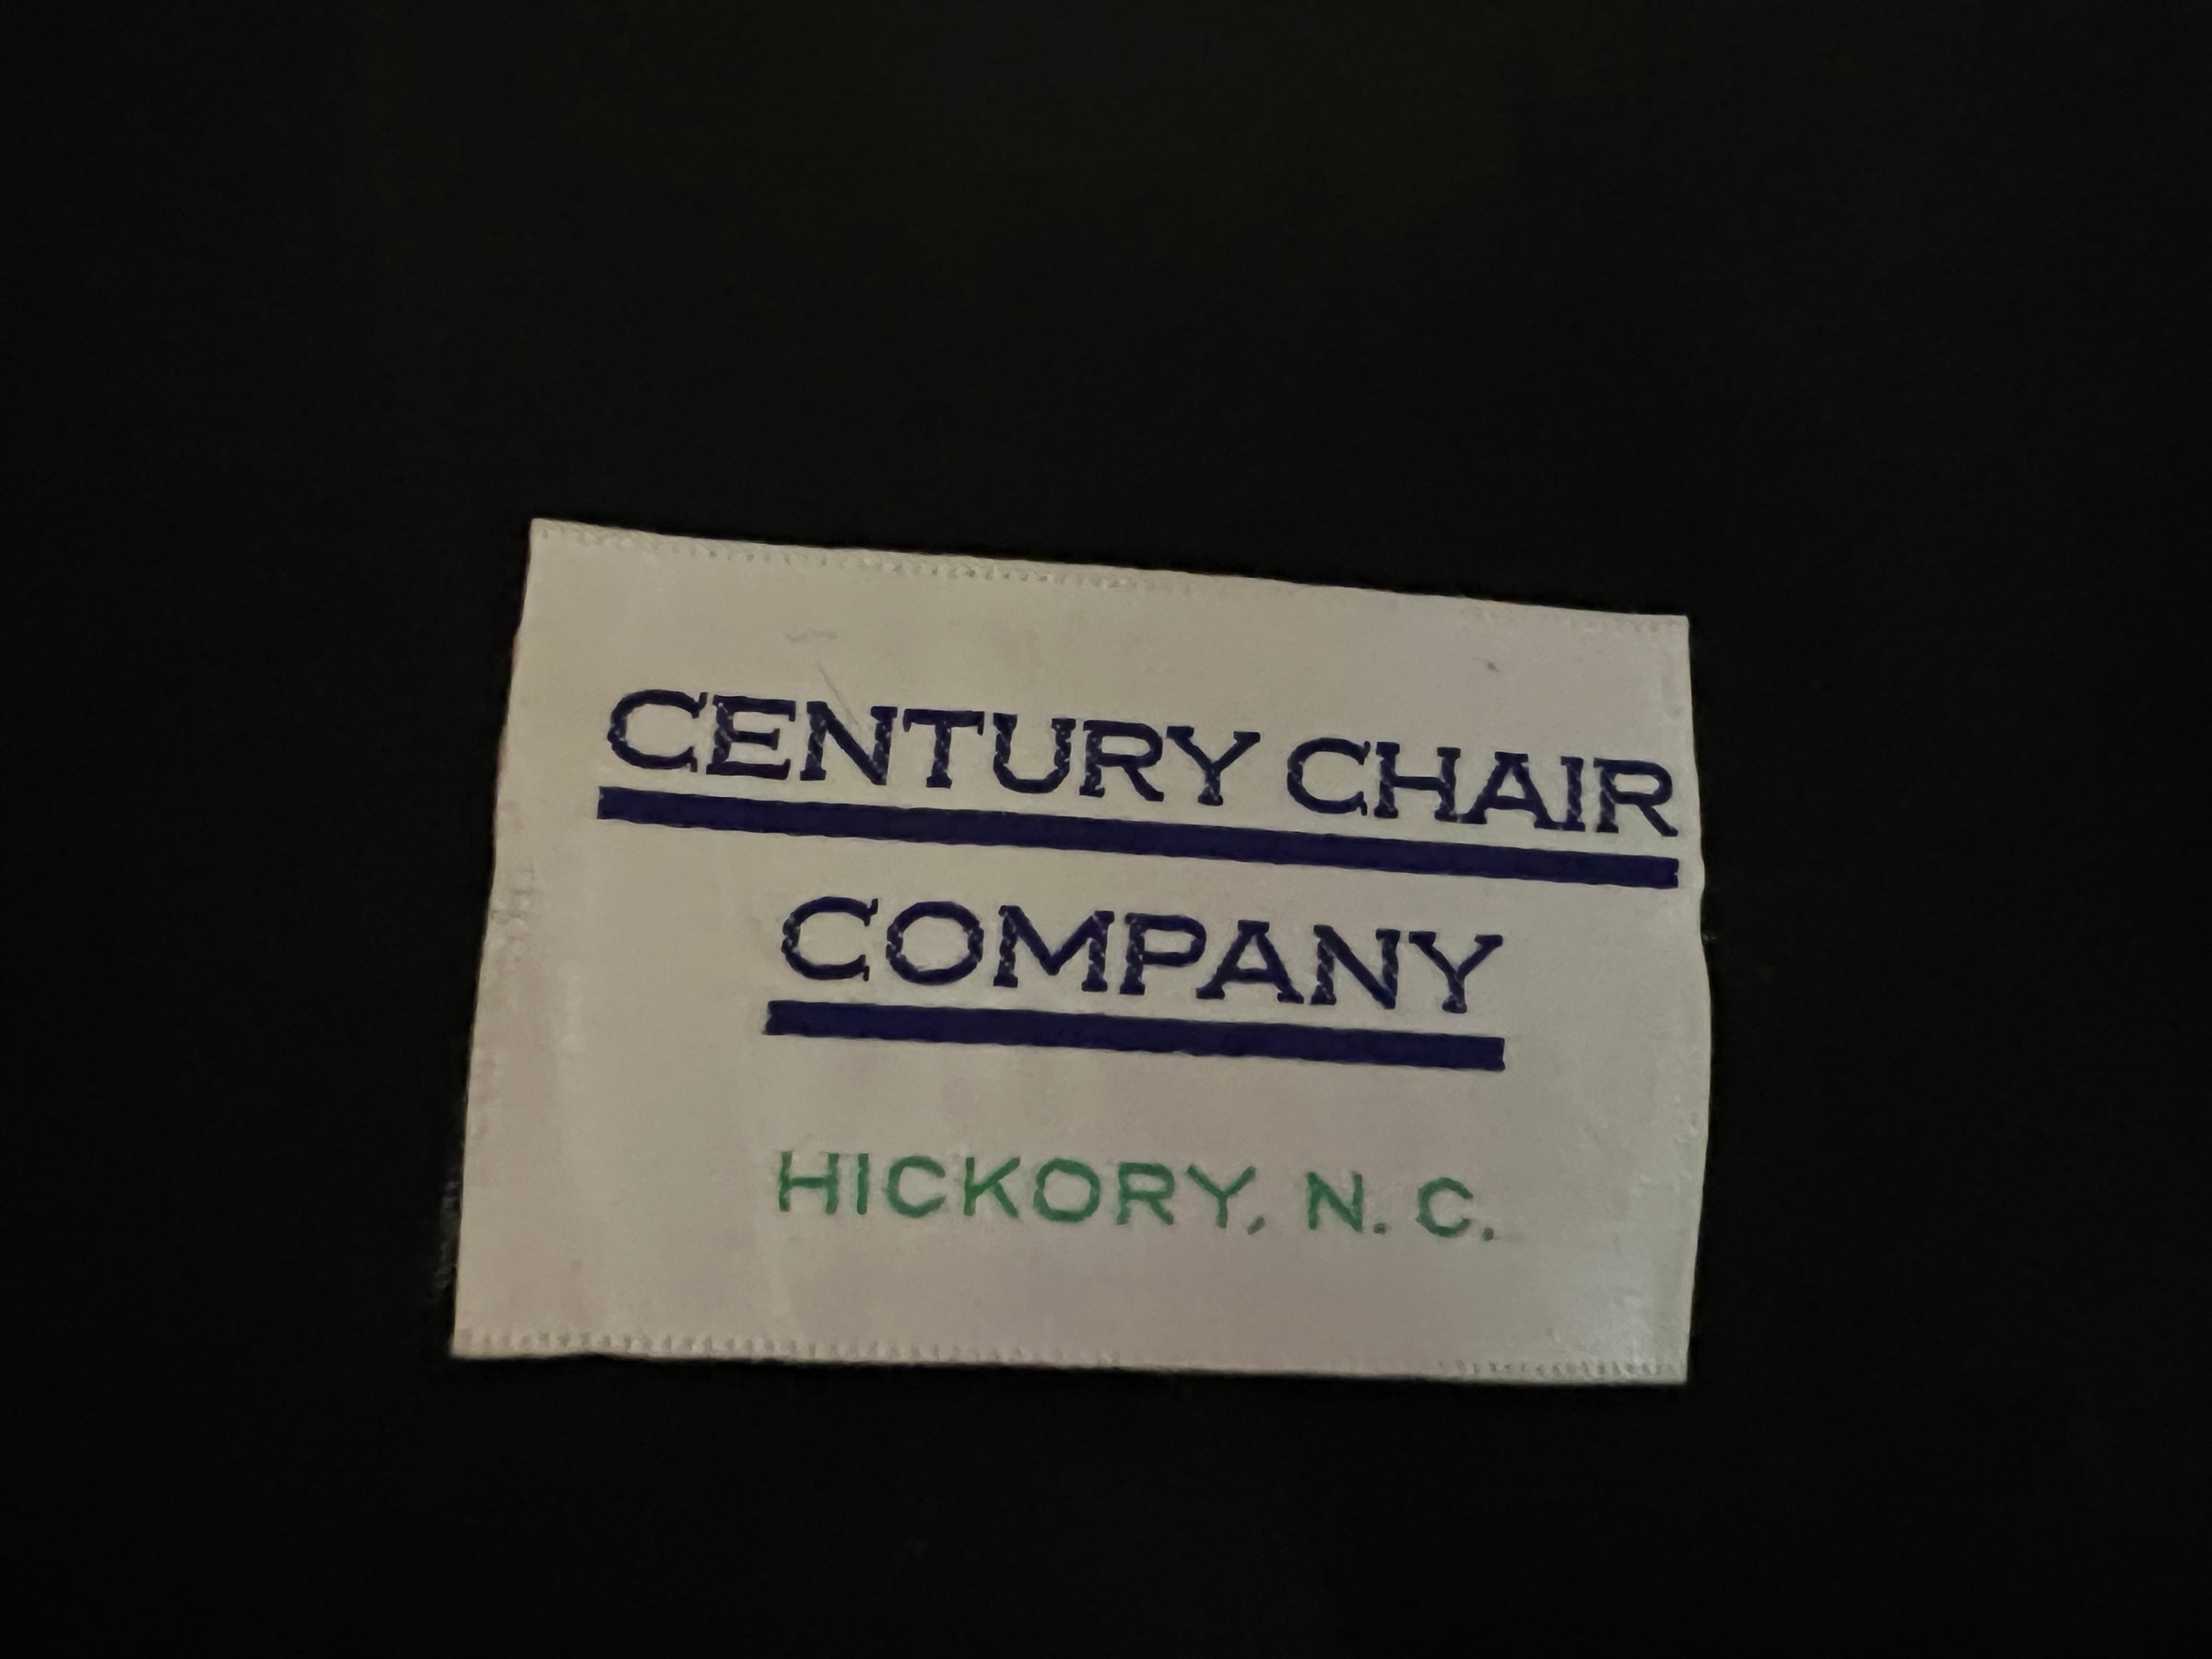 CENTURY CHAIR
COMPANY
HICKORY, N. C.